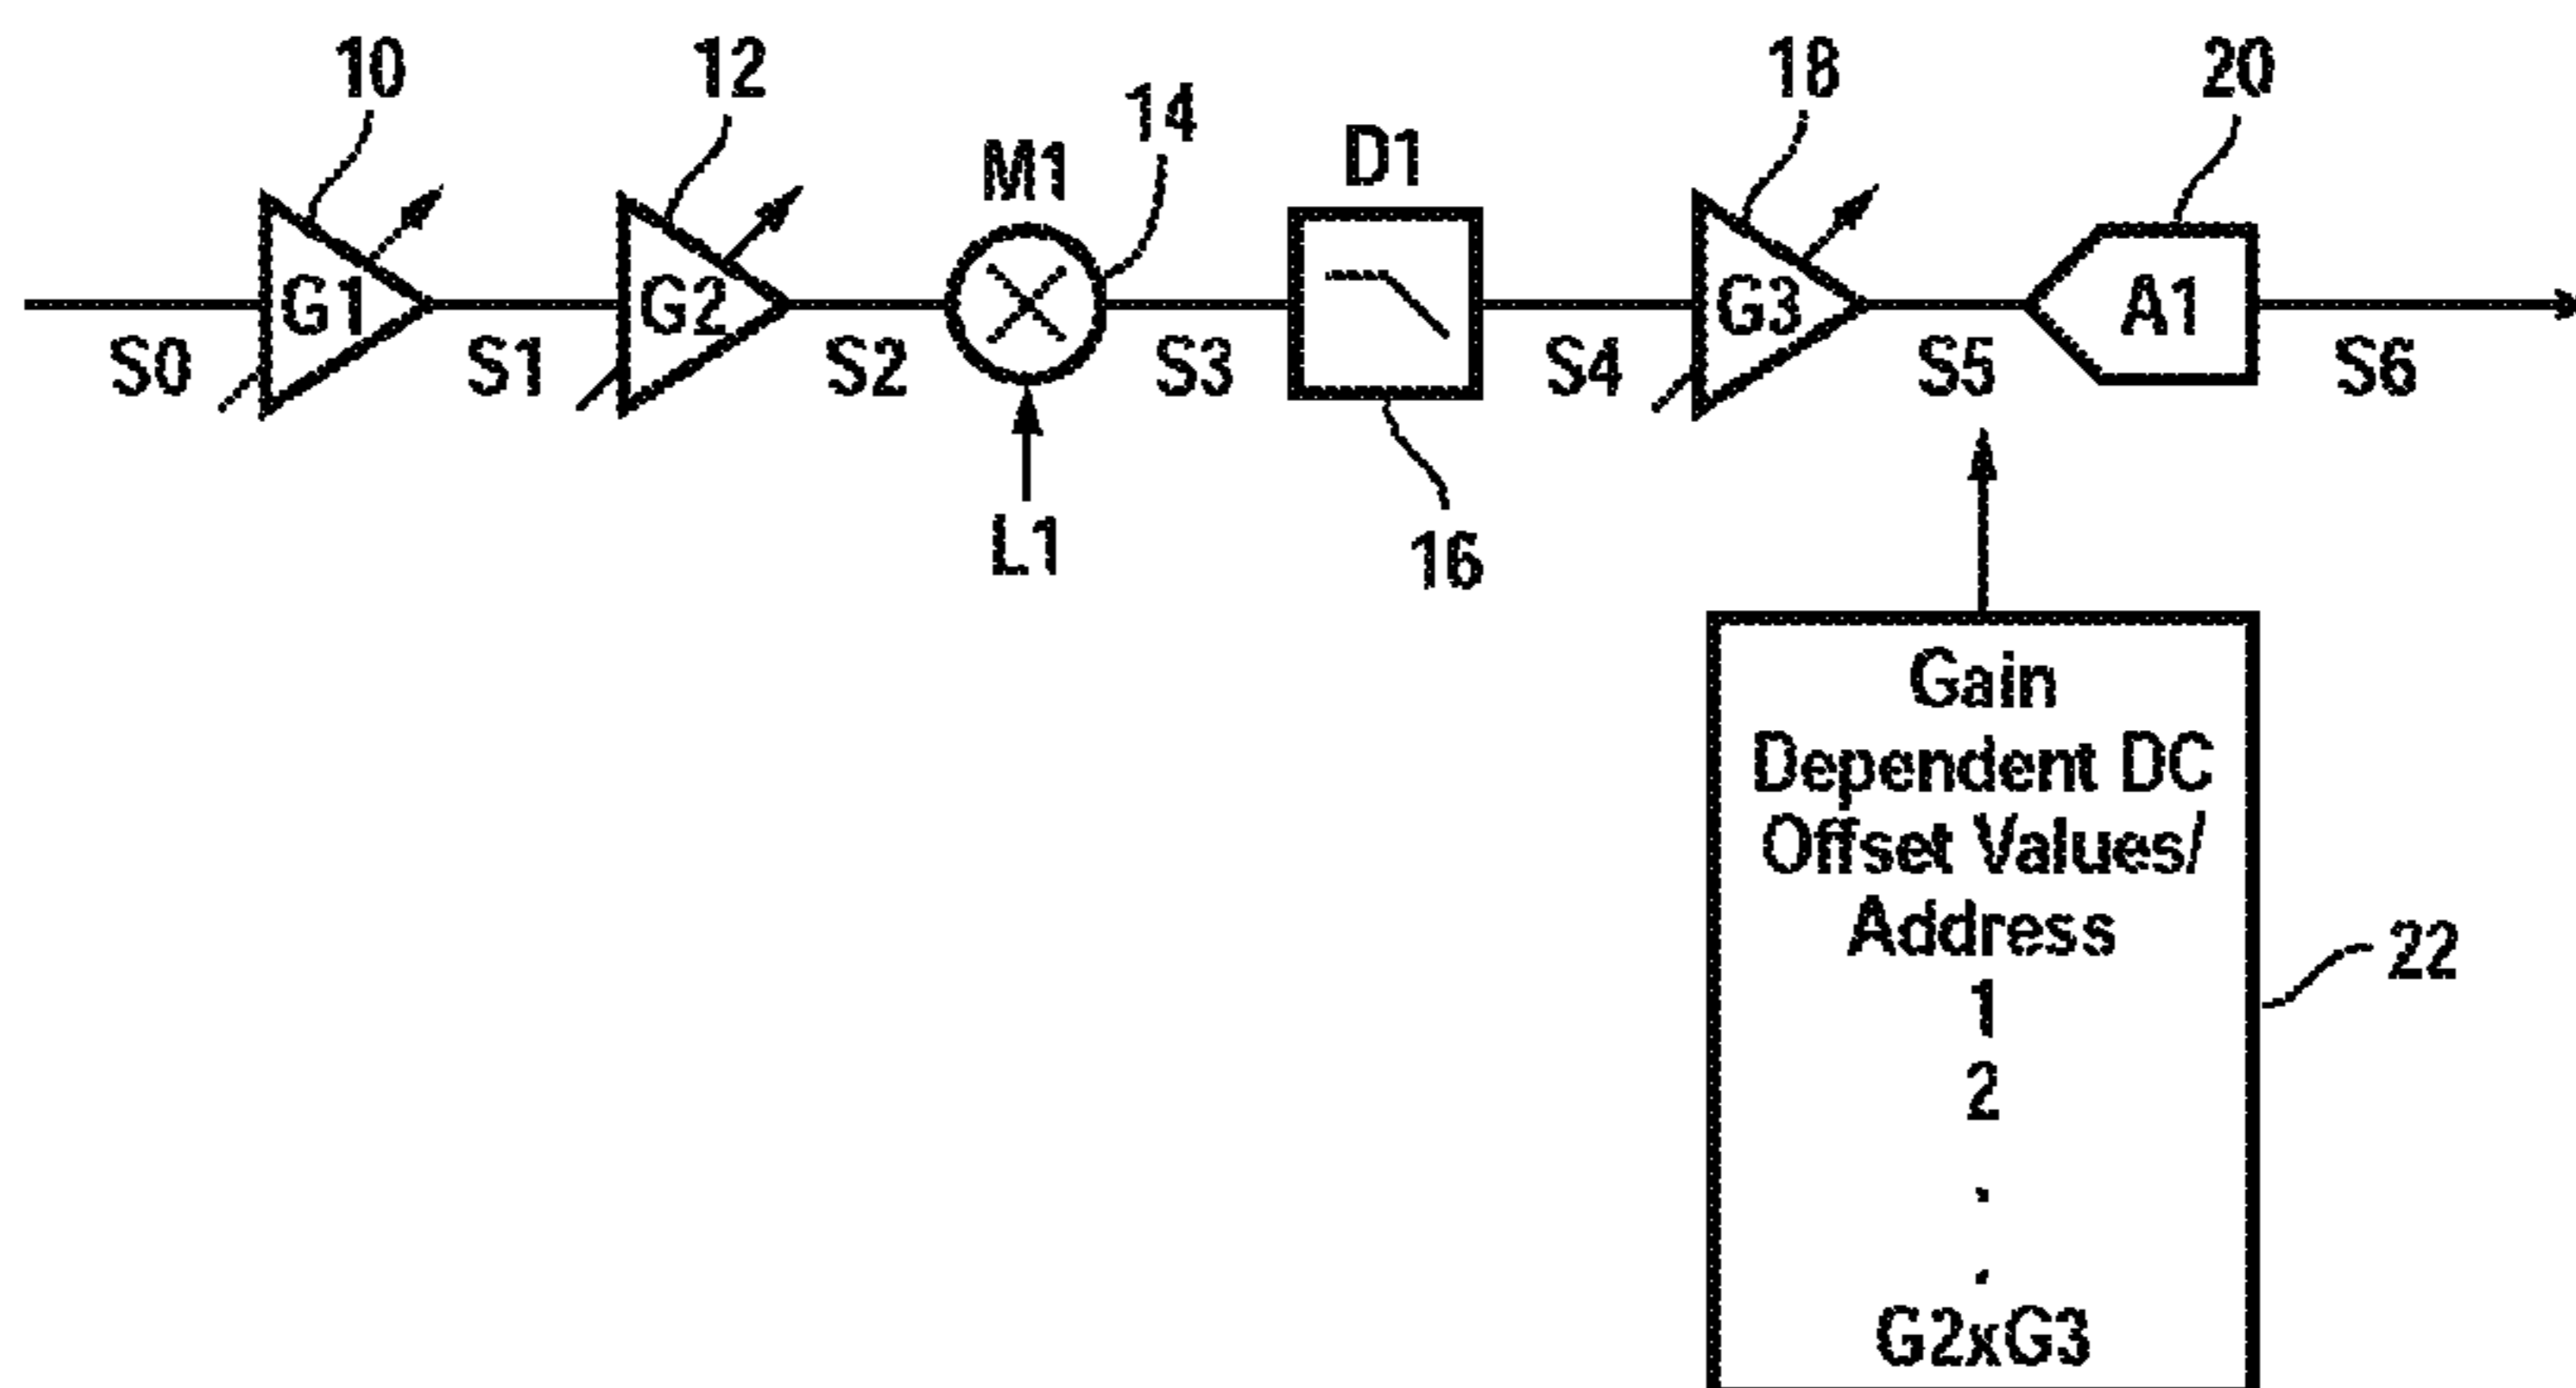 10
12
14
18
20
M1
D1
G1
G2
G3
A1
S0
S1
S2
S3
S4
S5
S6
L1
16
Gain
Dependent DC
Offset Values/
Address
1
2
.
.
G2xG3
22